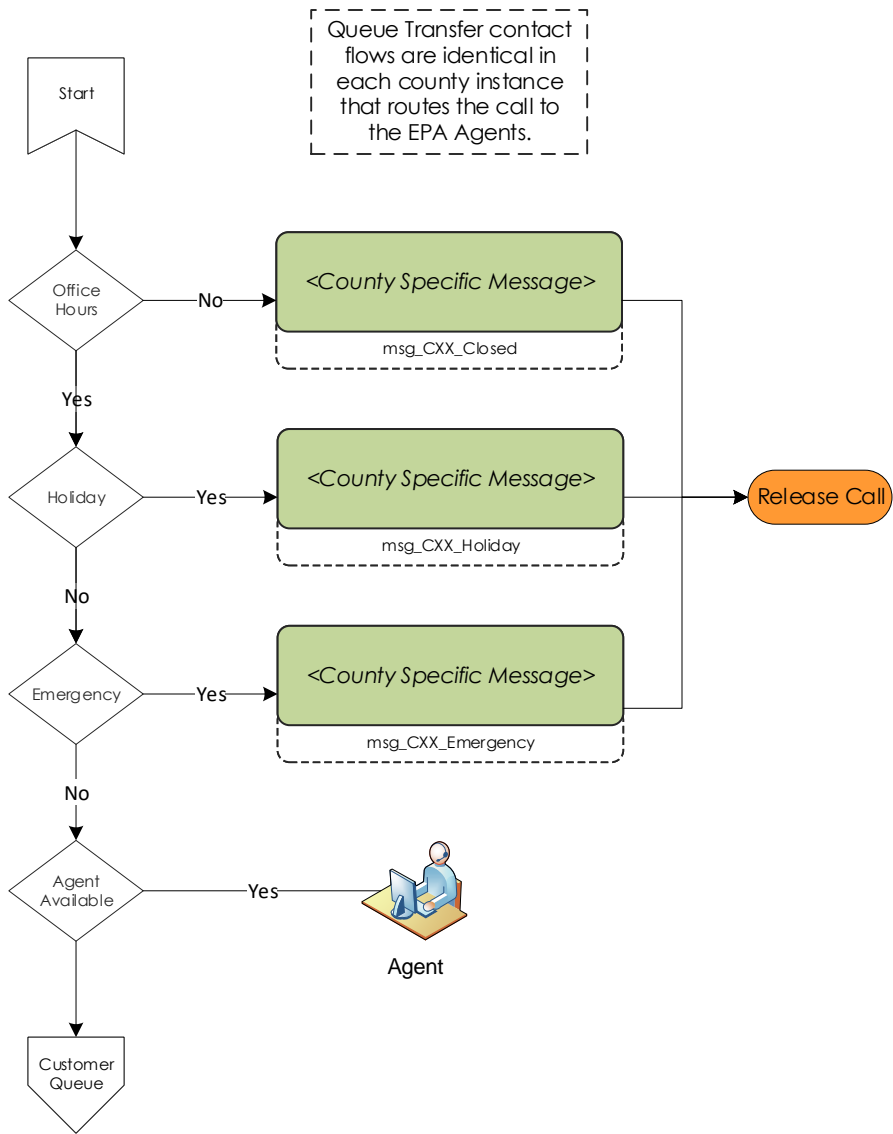 Queue Transfer contact
flows are identical in
each county instance
that routes the call to
the EPA Agents.
Start
Office
Hours
No
<County Specific Message>
msg_CXX_Closed
Yes
Holiday
Yes
<County Specific Message>
msg_CXX_Holiday
Release Call
No
Emergency
Yes
<County Specific Message>
msg_CXX_Emergency
No
Agent
Available
Yes
Agent
Customer
Queue